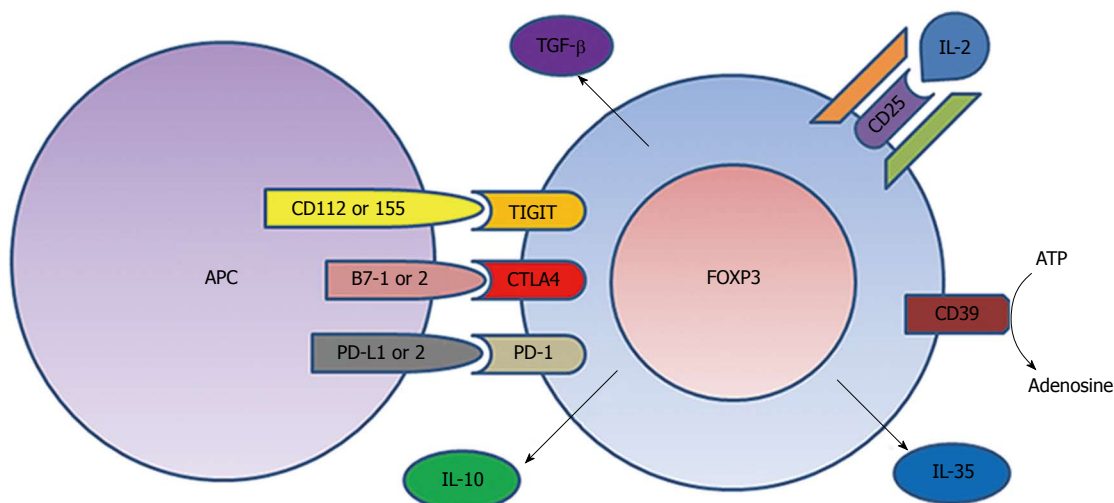 TGF-β
IL-2
CD25
CD112 or 155
TIGIT
APC
B7-1 or 2
CTLA4
FOXP3
ATP
CD39
PD-L1 or 2
PD-1
Adenosine
IL-10
IL-35